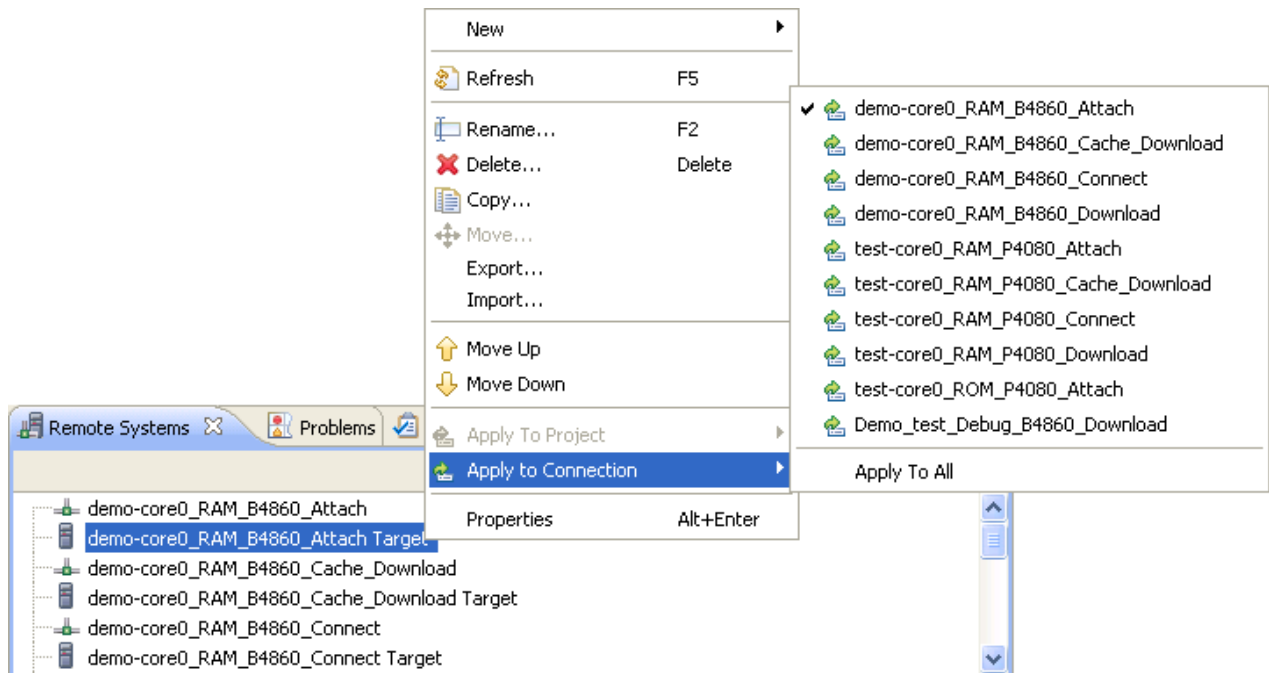 New
Refresh F5
Rename... F2
Delete... Delete
Copy...
Move...
Export...
Import...
Move Up
Move Down
Apply To Project
Apply to Connection
Properties Alt+Enter
demo-core0_RAM_B4860_Attach
demo-core0_RAM_B4860_Cache_Download
demo-core0_RAM_B4860_Connect
demo-core0_RAM_B4860_Download
test-core0_RAM_P4080_Attach
test-core0_RAM_P4080_Cache_Download
test-core0_RAM_P4080_Connect
test-core0_RAM_P4080_Download
test-core0_ROM_P4080_Attach
Demo_test_Debug_B4860_Download
Apply To All
Remote Systems Problems
demo-core0_RAM_B4860_Attach
demo-core0_RAM_B4860_Attach Target
demo-core0_RAM_B4860_Cache_Download
demo-core0_RAM_B4860_Cache_Download Target
demo-core0_RAM_B4860_Connect
demo-core0_RAM_B4860_Connect Target